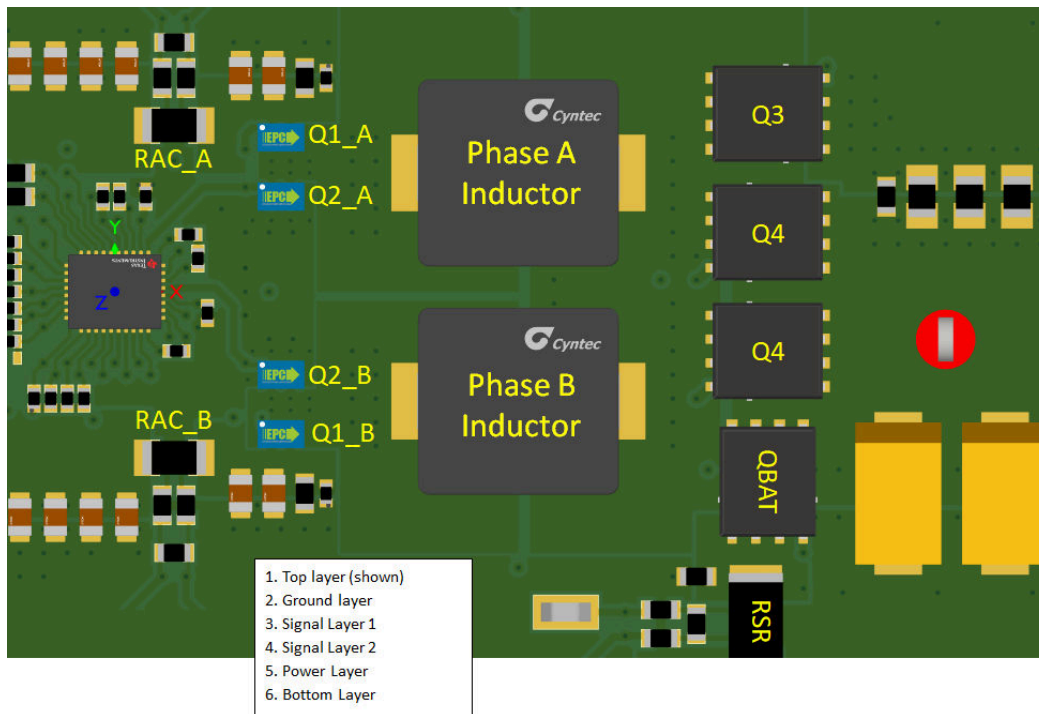 RAC_A
EPC
Q1_A
EPC
Q2_A
Cyntec
Phase A
Inductor
Q3
Q4
Y
TEXAS
INSTRUMENTS
Z
X
EPC
Q2_B
EPC
Q1_B
RAC_B
Cyntec
Phase B
Inductor
Q4
QBAT
RSR
1. Top layer (shown)
2. Ground layer
3. Signal Layer 1
4. Signal Layer 2
5. Power Layer
6. Bottom Layer